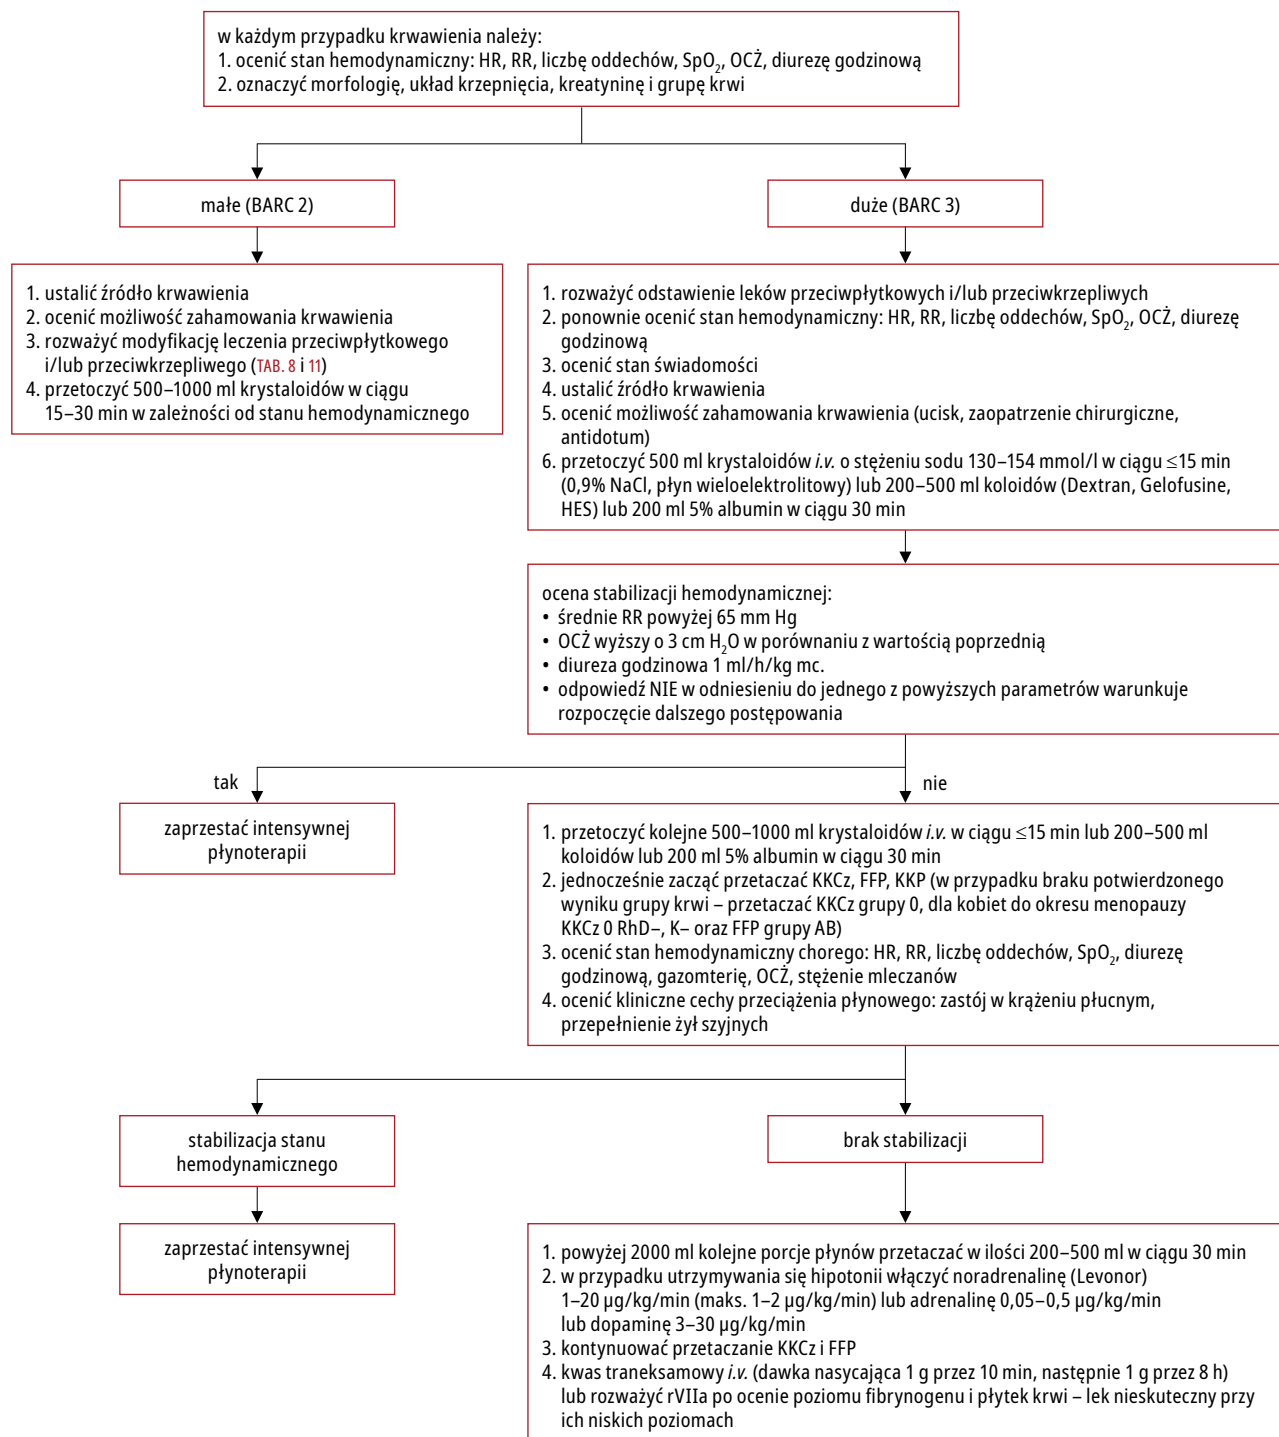 w każdym przypadku krwawienia należy:
1. ocenić stan hemodynamiczny: HR, RR, liczbę oddechów, SpO₂, OCŻ, diurezę godzinową
2. oznaczyć morfologię, układ krzepnięcia, kreatyninę i grupę krwi
małe (BARC 2)
duże (BARC 3)
1. ustalić źródło krwawienia
2. ocenić możliwość zahamowania krwawienia
3. rozważyć modyfikację leczenia przeciwpłytkowego
i/lub przeciwkrzepliwego (TAB. 8 i 11)
4. przetoczyć 500–1000 ml krystaloidów w ciągu
15–30 min w zależności od stanu hemodynamicznego
1. rozważyć odstawienie leków przeciwpłytkowych i/lub przeciwkrzepliwych
2. ponownie ocenić stan hemodynamiczny: HR, RR, liczbę oddechów, SpO₂, OCŻ, diurezę
godzinową
3. ocenić stan świadomości
4. ustalić źródło krwawienia
5. ocenić możliwość zahamowania krwawienia (ucisk, zaopatrzenie chirurgiczne,
antidotum)
6. przetoczyć 500 ml krystaloidów i.v. o stężeniu sodu 130–154 mmol/l w ciągu ≤15 min
(0,9% NaCl, płyn wieloelektrolitowy) lub 200–500 ml koloidów (Dextran, Gelofusine,
HES) lub 200 ml 5% albumin w ciągu 30 min
ocena stabilizacji hemodynamicznej:
• średnie RR powyżej 65 mm Hg
• OCŻ wyższy o 3 cm H₂O w porównaniu z wartością poprzednią
• diureza godzinowa 1 ml/h/kg mc.
• odpowiedź NIE w odniesieniu do jednego z powyższych parametrów warunkuje
rozpoczęcie dalszego postępowania
tak
nie
zaprzestać intensywnej
płynoterapii
1. przetoczyć kolejne 500–1000 ml krystaloidów i.v. w ciągu ≤15 min lub 200–500 ml
koloidów lub 200 ml 5% albumin w ciągu 30 min
2. jednocześnie zacząć przetaczać KKCz, FFP, KKP (w przypadku braku potwierdzonego
wyniku grupy krwi – przetaczać KKCz grupy 0, dla kobiet do okresu menopauzy
KKCz 0 RhD–, K– oraz FFP grupy AB)
3. ocenić stan hemodynamiczny chorego: HR, RR, liczbę oddechów, SpO₂, diurezę
godzinową, gazomterię, OCŻ, stężenie mleczanów
4. ocenić kliniczne cechy przeciążenia płynowego: zastój w krążeniu płucnym,
przepełnienie żył szyjnych
stabilizacja stanu
hemodynamicznego
brak stabilizacji
zaprzestać intensywnej
płynoterapii
1. powyżej 2000 ml kolejne porcje płynów przetaczać w ilości 200–500 ml w ciągu 30 min
2. w przypadku utrzymywania się hipotonii włączyć noradrenalinę (Levonor)
1–20 µg/kg/min (maks. 1–2 µg/kg/min) lub adrenalinę 0,05–0,5 µg/kg/min
lub dopaminę 3–30 µg/kg/min
3. kontynuować przetaczanie KKCz i FFP
4. kwas traneksamowy i.v. (dawka nasycająca 1 g przez 10 min, następnie 1 g przez 8 h)
lub rozważyć rVIIa po ocenie poziomu fibrynogenu i płytek krwi – lek nieskuteczny przy
ich niskich poziomach